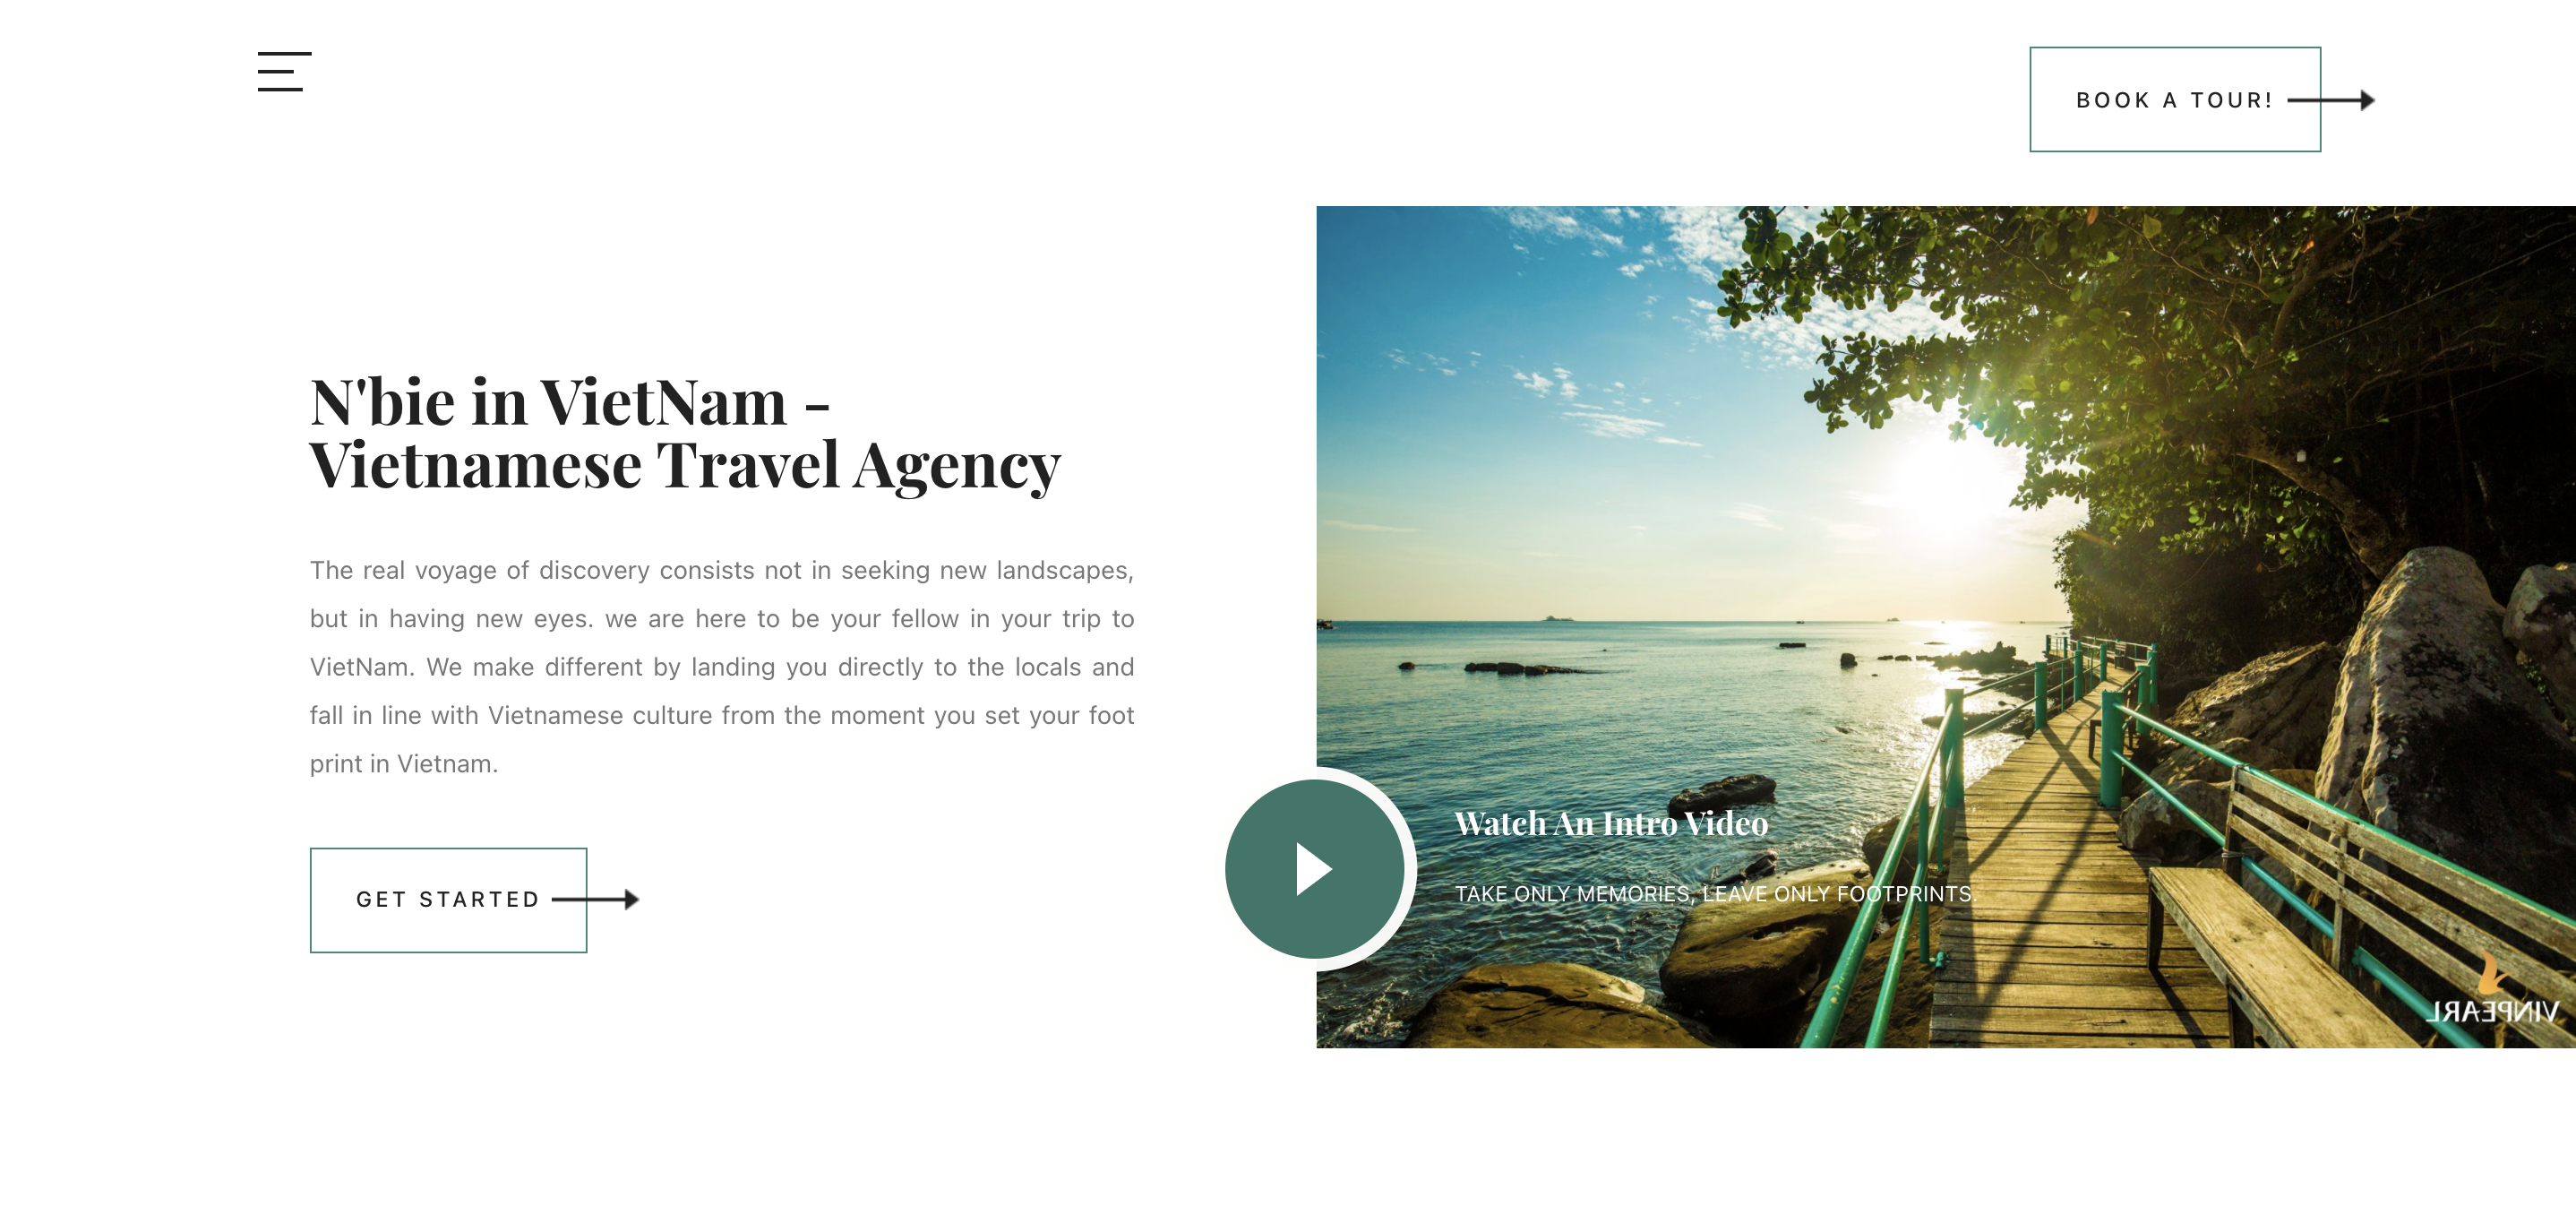 BOOK A TOUR!
N'bie in VietNam -
Vietnamese Travel Agency
The real voyage of discovery consists not in seeking new landscapes,
but in having new eyes. we are here to be your fellow in your trip to
VietNam. We make different by landing you directly to the locals and
fall in line with Vietnamese culture from the moment you set your foot
print in Vietnam.
GET STARTED
Watch An Intro Video
TAKE ONLY MEMORIES, LEAVE ONLY FOOTPRINTS.
VINPEARL